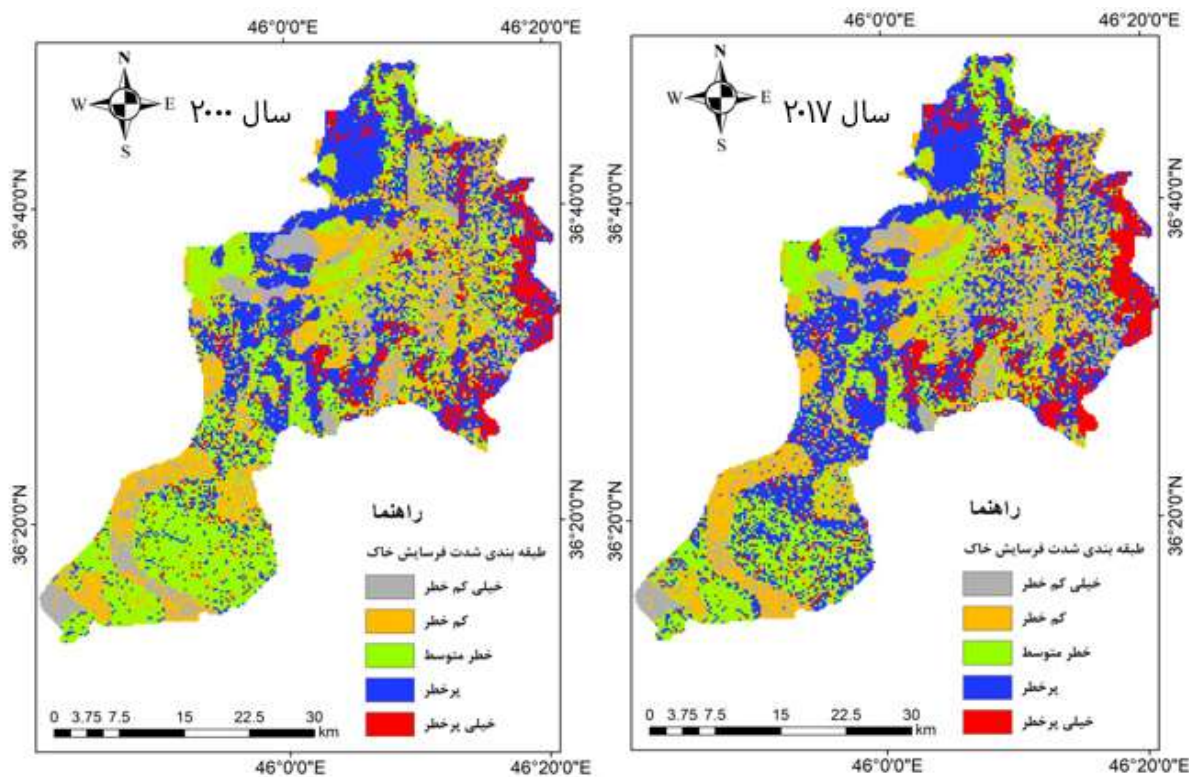 46°0'0"E 46°20'0"E
N
W E
S
سال ۲۰۰۰
36°40'0"N
36°40'0"N
36°20'0"N
36°20'0"N
راهنما
طبقه بندی شدت فرسایش خاک
خیلی کم خطر
کم خطر
خطر متوسط
پرخطر
خیلی پرخطر
0 3.75 7.5 15 22.5 30
km
46°0'0"E 46°20'0"E
46°0'0"E 46°20'0"E
N
W E
S
سال ۲۰۱۷
36°40'0"N
36°20'0"N
راهنما
طبقه بندی شدت فرسایش خاک
خیلی کم خطر
کم خطر
خطر متوسط
پرخطر
خیلی پرخطر
0 3.75 7.5 15 22.5 30
km
46°0'0"E 46°20'0"E